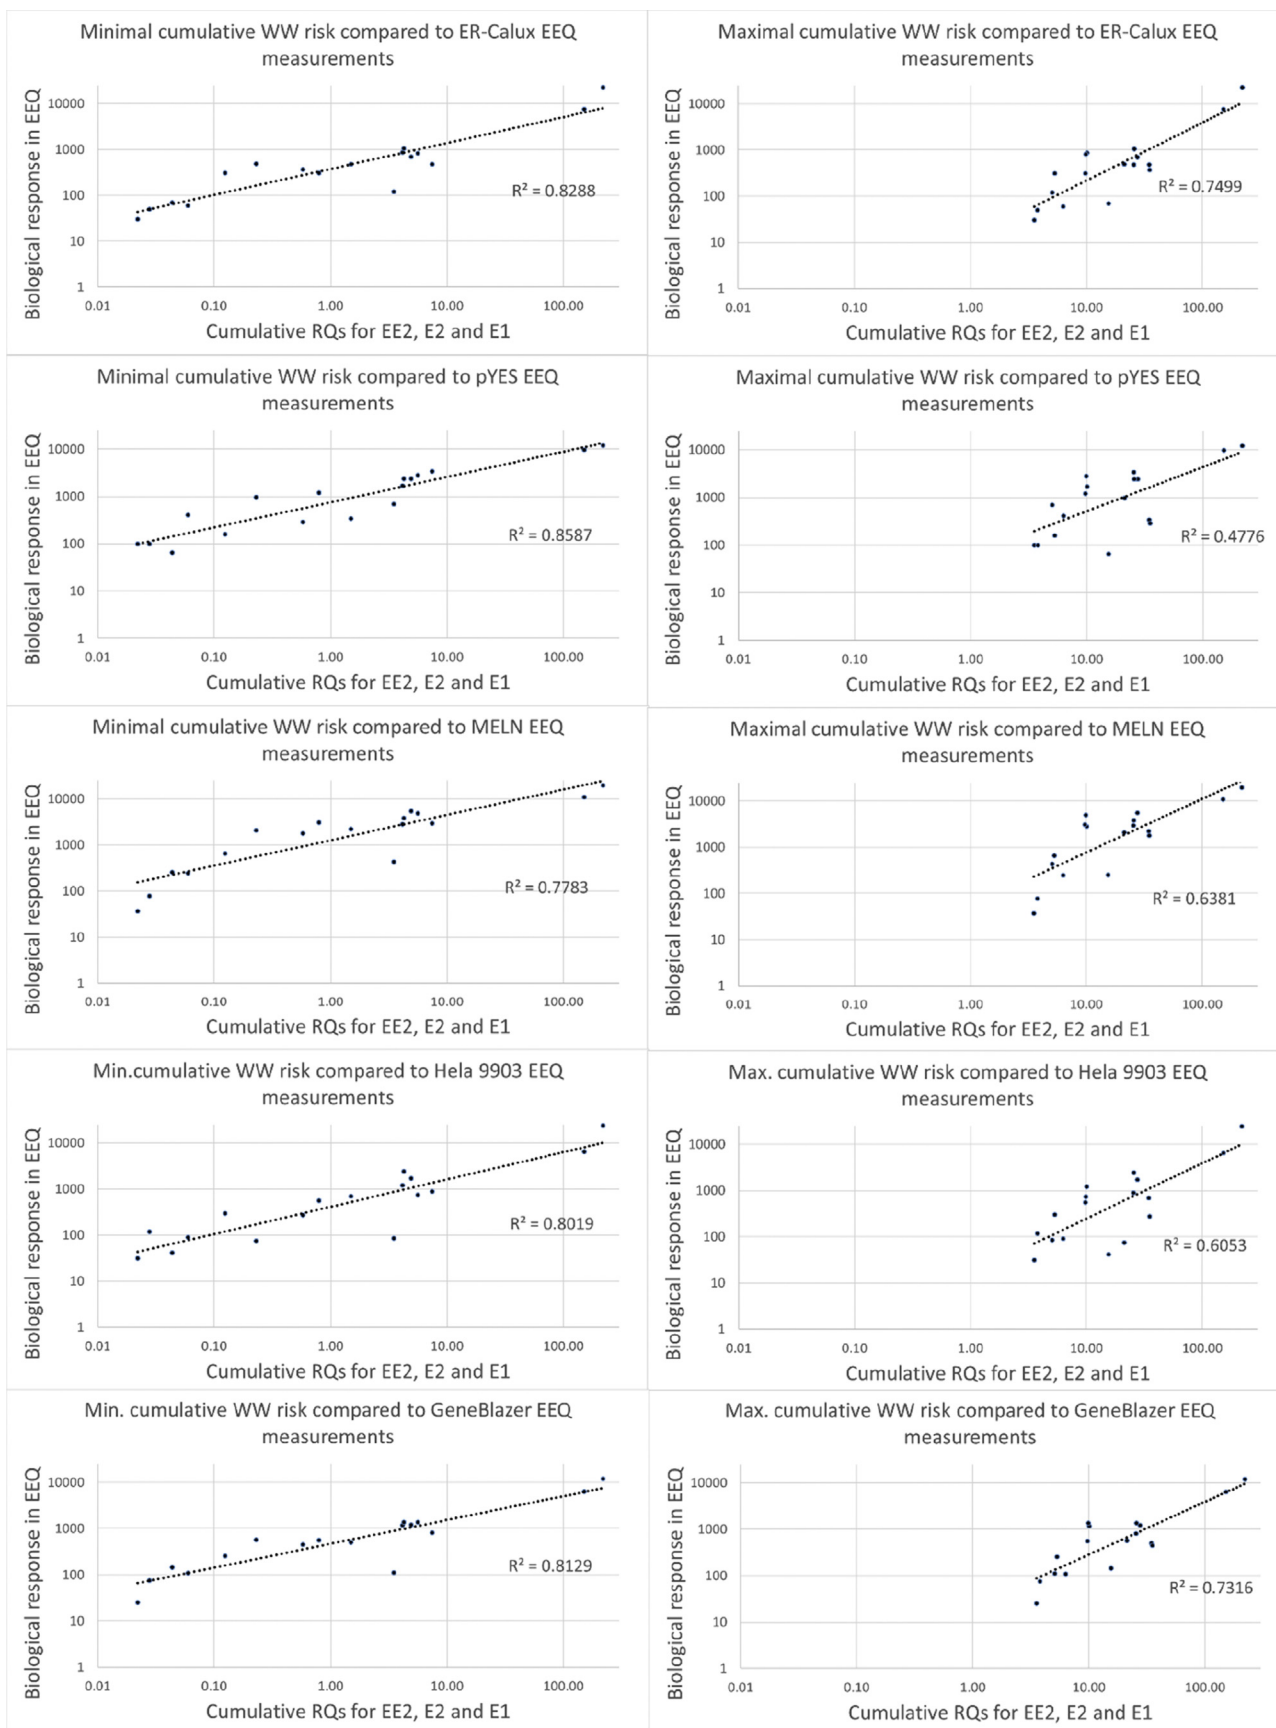 Minimal cumulative WW risk compared to ER-Calux EEQ
measurements
Biological response in EEQ
10000
1000
100
10
1
R² = 0.8288
0.01 0.10 1.00 10.00 100.00
Cumulative RQs for EE2, E2 and E1
Maximal cumulative WW risk compared to ER-Calux EEQ
measurements
Biological response in EEQ
10000
1000
100
10
1
R² = 0.7499
0.01 0.10 1.00 10.00 100.00
Cumulative RQs for EE2, E2 and E1
Minimal cumulative WW risk compared to pYES EEQ
measurements
Biological response in EEQ
10000
1000
100
10
1
R² = 0.8587
0.01 0.10 1.00 10.00 100.00
Cumulative RQs for EE2, E2 and E1
Maximal cumulative WW risk compared to pYES EEQ
measurements
Biological response in EEQ
10000
1000
100
10
1
R² = 0.4776
0.01 0.10 1.00 10.00 100.00
Cumulative RQs for EE2, E2 and E1
Minimal cumulative WW risk compared to MELN EEQ
measurements
Biological response in EEQ
10000
1000
100
10
1
R² = 0.7783
0.01 0.10 1.00 10.00 100.00
Cumulative RQs for EE2, E2 and E1
Maximal cumulative WW risk compared to MELN EEQ
measurements
Biological response in EEQ
10000
1000
100
10
1
R² = 0.6381
0.01 0.10 1.00 10.00 100.00
Cumulative RQs for EE2, E2 and E1
Min.cumulative WW risk compared to Hela 9903 EEQ
measurements
Biological response in EEQ
10000
1000
100
10
1
R² = 0.8019
0.01 0.10 1.00 10.00 100.00
Cumulative RQs for EE2, E2 and E1
Max. cumulative WW risk compared to Hela 9903 EEQ
measurements
Biological response in EEQ
10000
1000
100
10
1
R² = 0.6053
0.01 0.10 1.00 10.00 100.00
Cumulative RQs for EE2, E2 and E1
Min. cumulative WW risk compared to GeneBlazer EEQ
measurements
Biological response in EEQ
10000
1000
100
10
1
R² = 0.8129
0.01 0.10 1.00 10.00 100.00
Cumulative RQs for EE2, E2 and E1
Max. cumulative WW risk compared to GeneBlazer EEQ
measurements
Biological response in EEQ
10000
1000
100
10
1
R² = 0.7316
0.01 0.10 1.00 10.00 100.00
Cumulative RQs for EE2, E2 and E1